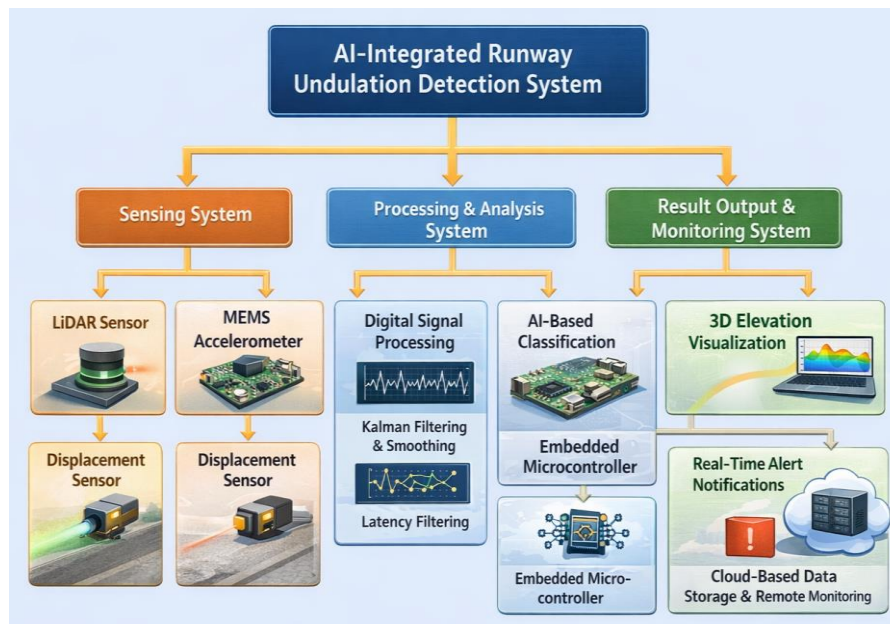 AI-Integrated Runway
Undulation Detection System
Sensing System
Processing & Analysis
System
Result Output &
Monitoring System
LiDAR Sensor
MEMS
Accelerometer
Displacement
Sensor
Displacement
Sensor
Digital Signal
Processing
Kalman Filtering
& Smoothing
Latency Filtering
AI-Based
Classification
Embedded
Microcontroller
Embedded Micro-
controller
3D Elevation
Visualization
Real-Time Alert
Notifications
!
Cloud-Based Data
Storage & Remote Monitoring